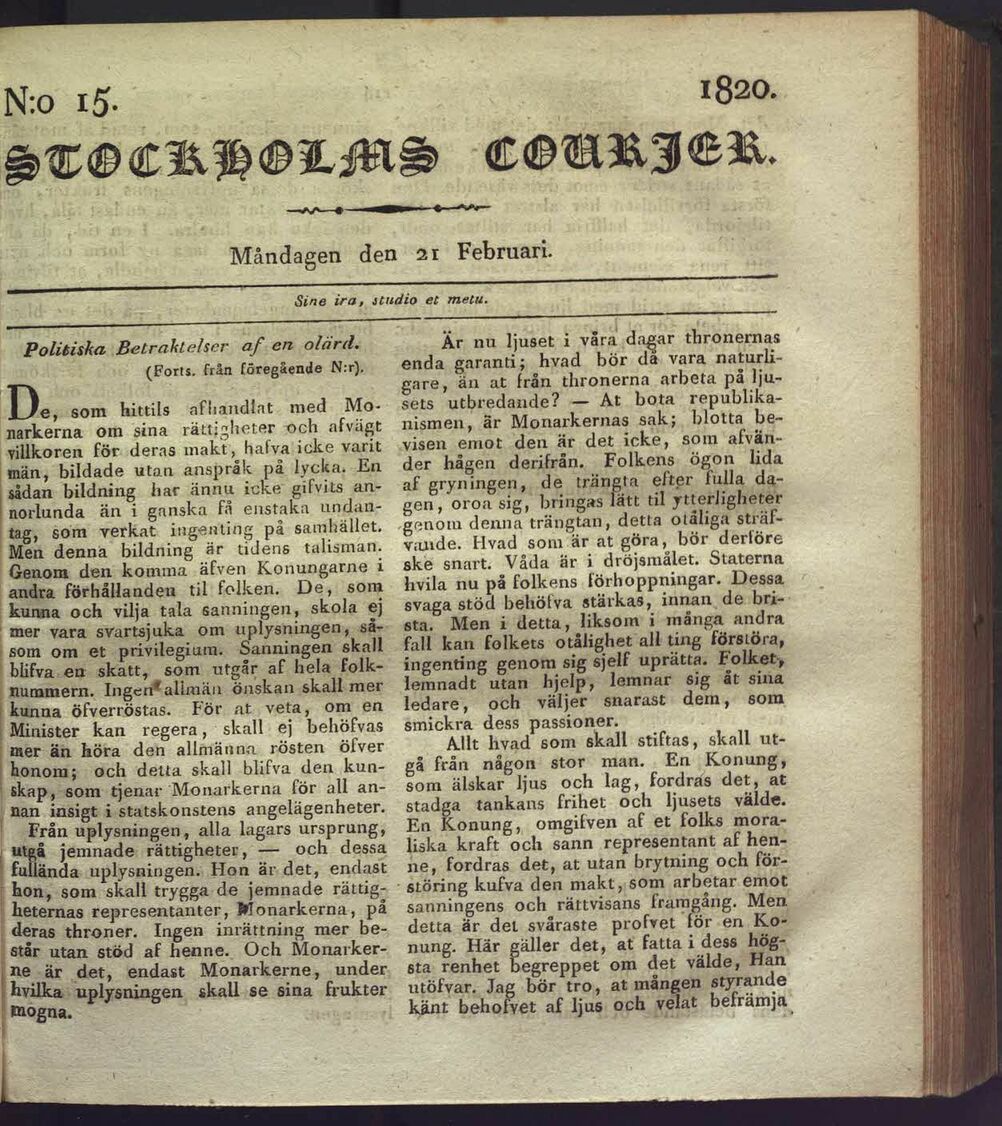 N:o 15.
1820.
STOCKHOLMS COURIER.
Måndagen den 21 Februari.
Sine ira, studio et metu.
Politiska Betraktelser af en olärd.
(Forts. från föregående N:r).
De, som hittils afhandlat med Mo-
narkerna om sina rättigheter och afvägt
villkoren för deras makt, hafva icke varit
män, bildade utan anspråk på lycka. En
sådan bildning har ännu icke gifvits an-
norlunda än i ganska få enstaka undan-
tag, som verkat ingenting på samhället.
Men denna bildning är tidens talisman.
Genom den komma äfven Konungarne i
andra förhållanden til folken. De, som
kunna och vilja tala sanningen, skola ej
mer vara svartsjuka om uplysningen, så-
som om et privilegium. Sanningen skall
blifva en skatt, som utgår af hela folk-
nummern. Ingen allmän önskan skall mer
kunna öfverröstas. För at veta, om en
Minister kan regera, skall ej behöfvas
mer än höra den allmänna rösten öfver
honom; och detta skall blifva den kun-
skap, som tjenar Monarkerna för all an-
nan insigt i statskonstens angelägenheter.
Från uplysningen, alla lagars ursprung,
utgå jemnade rättigheter, — och dessa
fullända uplysningen. Hon är det, endast
hon, som skall trygga de jemnade rättig-
heternas representanter, Monarkerna, på
deras throner. Ingen inrättning mer be-
står utan stöd af henne. Och Monarker-
ne är det, endast Monarkerne, under
hvilka uplysningen skall se sina frukter
mogna.
Är nu ljuset i våra dagar thronernas
enda garanti; hvad bör då vara naturli-
gare, än at från thronerna arbeta på lju-
sets utbredande? — At bota republika-
nismen, är Monarkernas sak; blotta be-
visen emot den är det icke, som afvän-
der hågen derifrån. Folkens ögon lida
af gryningen, de trängta efter fulla da-
gen, oroa sig, bringas lätt til ytterligheter
genom denna trängtan, detta otåliga sträf-
vande. Hvad som är at göra, bör derföre
ske snart. Våda är i dröjsmålet. Staterna
hvila nu på folkens förhoppningar. Dessa
svaga stöd behöfva stärkas, innan de bri-
sta. Men i detta, liksom i många andra
fall kan folkets otålighet all ting förstöra,
ingenting genom sig sjelf uprätta. Folket,
lemnadt utan hjelp, lemnar sig åt sina
ledare, och väljer snarast dem, som
smickra dess passioner.
Allt hvad som skall stiftas, skall ut-
gå från någon stor man. En Konung,
som älskar ljus och lag, fordras det, at
stadga tankans frihet och ljusets välde.
En Konung, omgifven af et folks mora-
liska kraft och sann representant af hen-
ne, fordras det, at utan brytning och för-
störing kufva den makt, som arbetar emot
sanningens och rättvisans framgång. Men
detta är det svåraste profvet för en Ko-
nung. Här gäller det, at fatta i dess hög-
sta renhet begreppet om det välde, Han
utöfvar. Jag bör tro, at mången styrande
känt behofvet af ljus och velat befrämja